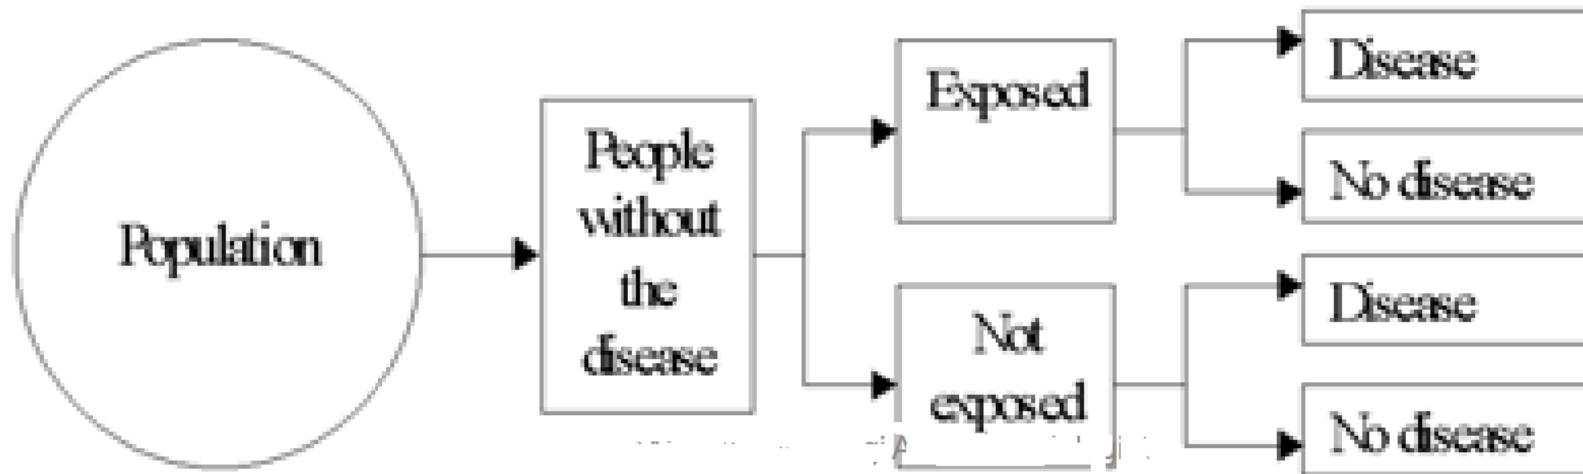 Population
People
without
the
disease
Exposed
Not
exposed
Disease
No disease
Disease
No disease